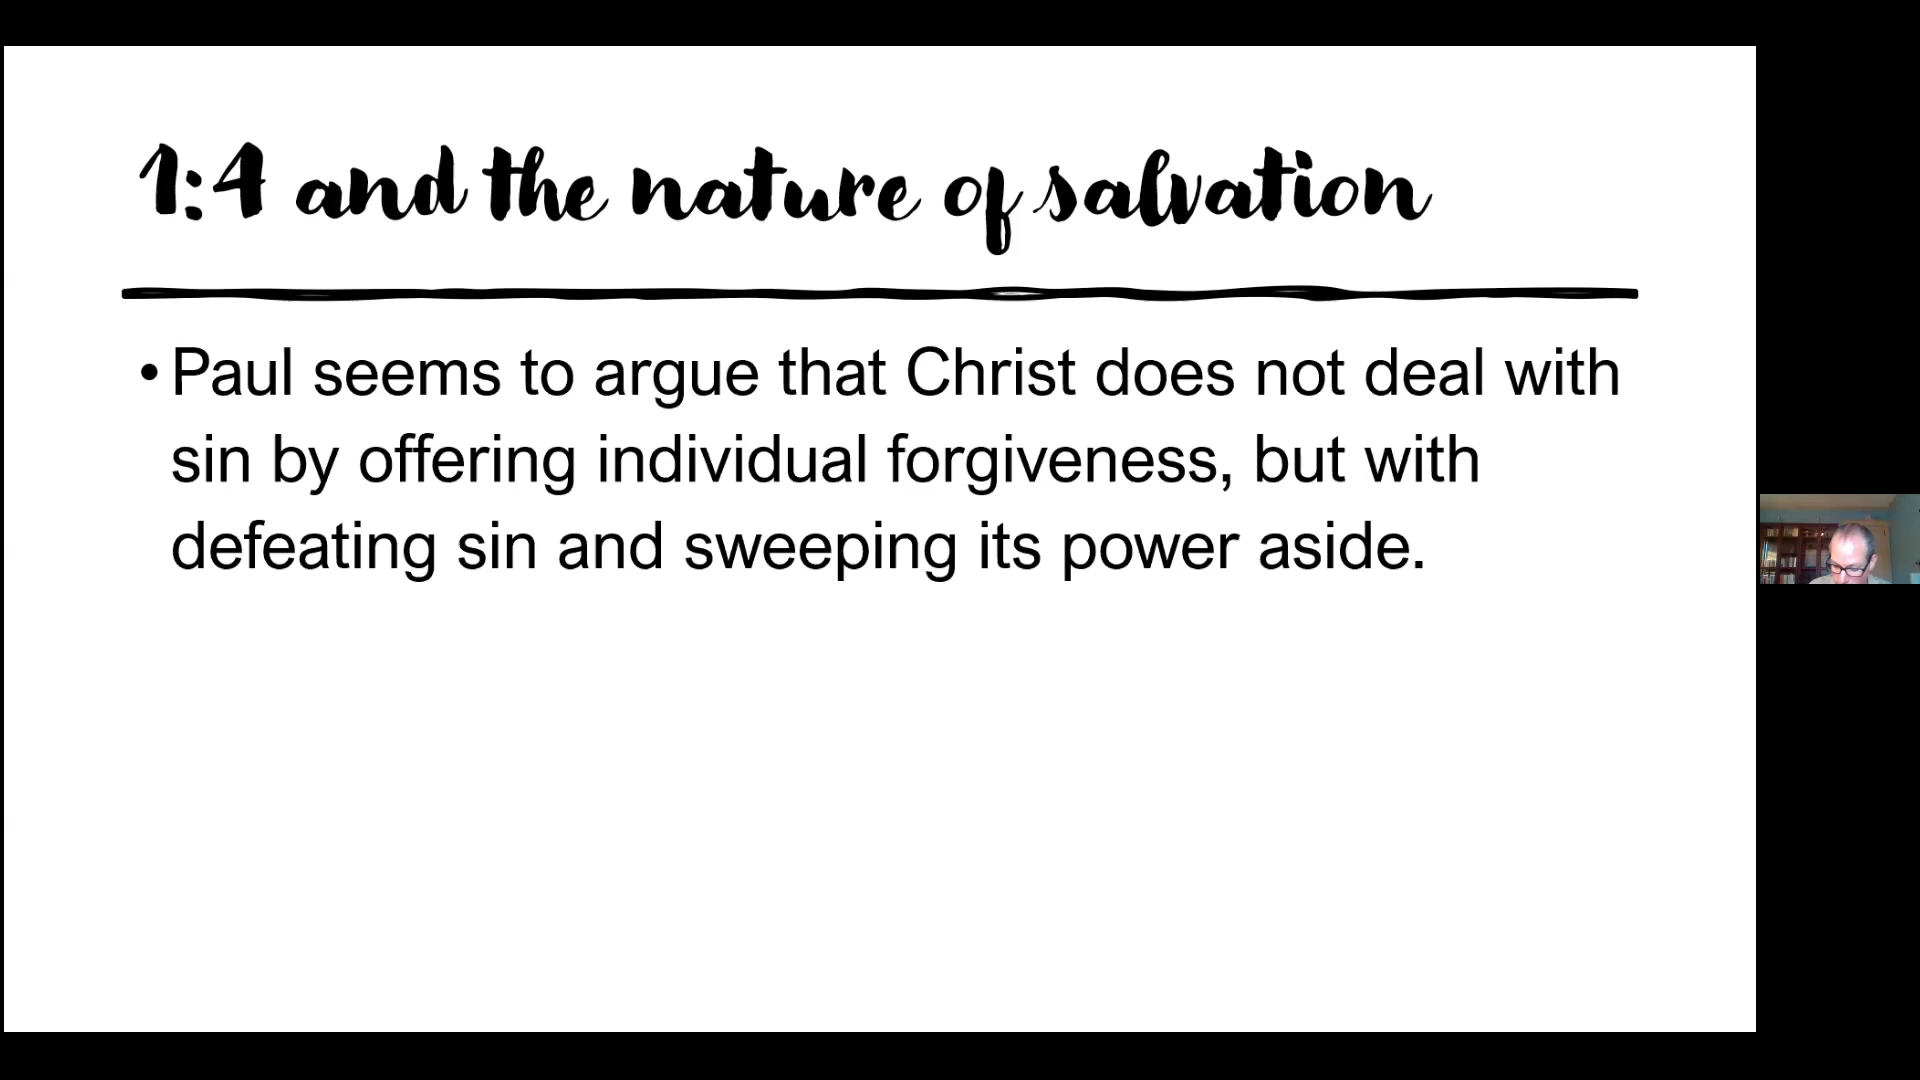 1:4 and the nature of salvation
• Paul seems to argue that Christ does not deal with
sin by offering individual forgiveness, but with
defeating sin and sweeping its power aside.